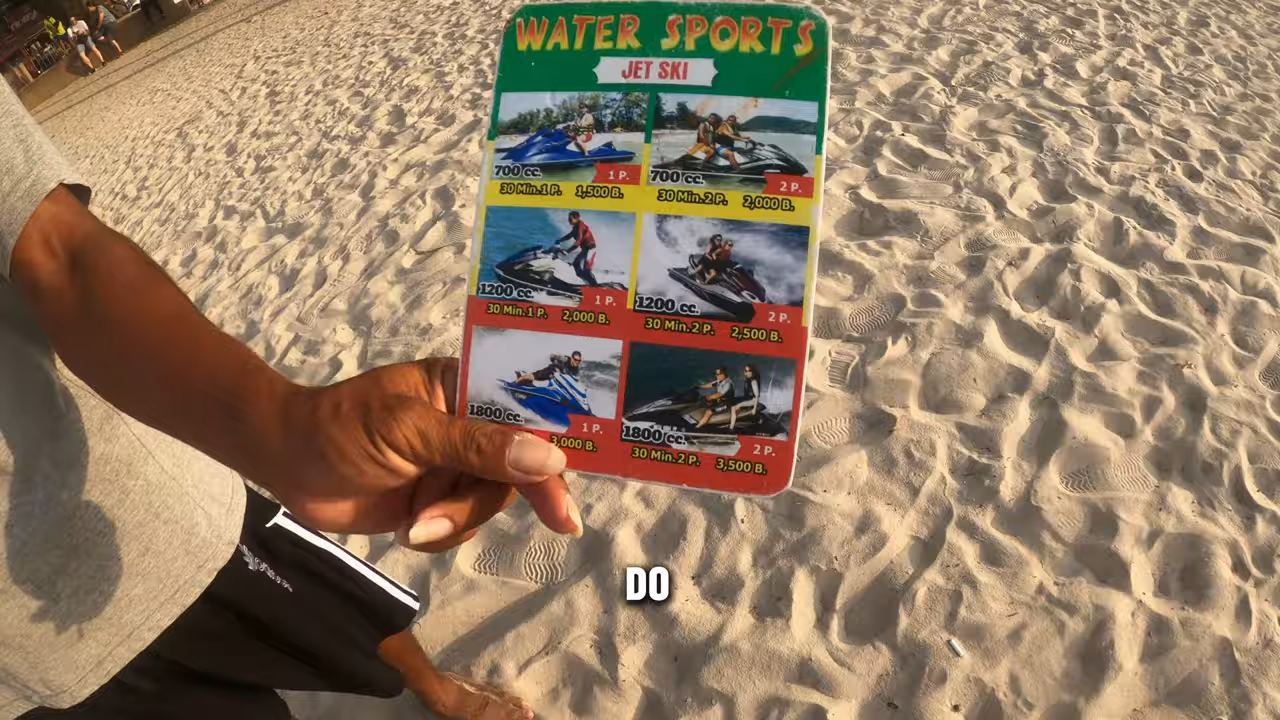 WATER SPORTS
JET SKI
700 cc. 1 P.
30 Min.1 P. 1,500 B.
700 cc. 2 P.
30 Min.2 P. 2,000 B.
1200 cc. 1 P.
30 Min.1 P. 2,000 B.
1200 cc. 2 P.
30 Min.2 P. 2,500 B.
1800 cc. 1 P.
3,000 B.
1800 cc. 2 P.
30 Min.2 P. 3,500 B.
DO